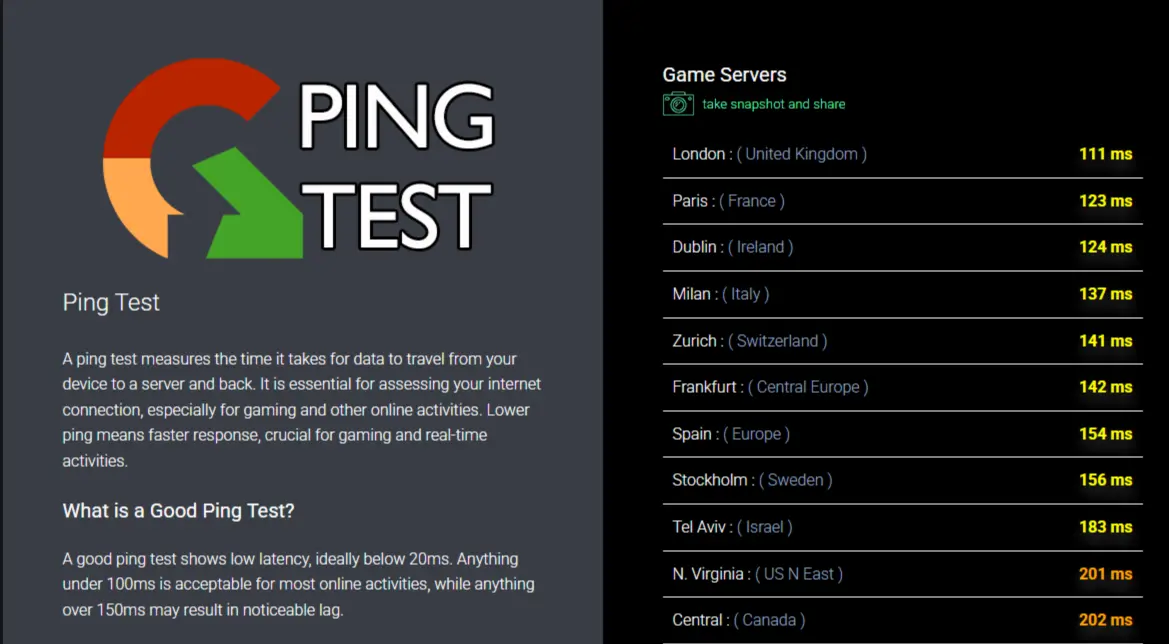 PING
TEST
Ping Test
A ping test measures the time it takes for data to travel from your
device to a server and back. It is essential for assessing your internet
connection, especially for gaming and other online activities. Lower
ping means faster response, crucial for gaming and real-time
activities.
What is a Good Ping Test?
A good ping test shows low latency, ideally below 20ms. Anything
under 100ms is acceptable for most online activities, while anything
over 150ms may result in noticeable lag.
Game Servers
take snapshot and share
London : ( United Kingdom ) 111 ms
Paris : ( France ) 123 ms
Dublin : ( Ireland ) 124 ms
Milan : ( Italy ) 137 ms
Zurich : ( Switzerland ) 141 ms
Frankfurt : ( Central Europe ) 142 ms
Spain : ( Europe ) 154 ms
Stockholm : ( Sweden ) 156 ms
Tel Aviv : ( Israel ) 183 ms
N. Virginia : ( US N East ) 201 ms
Central : ( Canada ) 202 ms